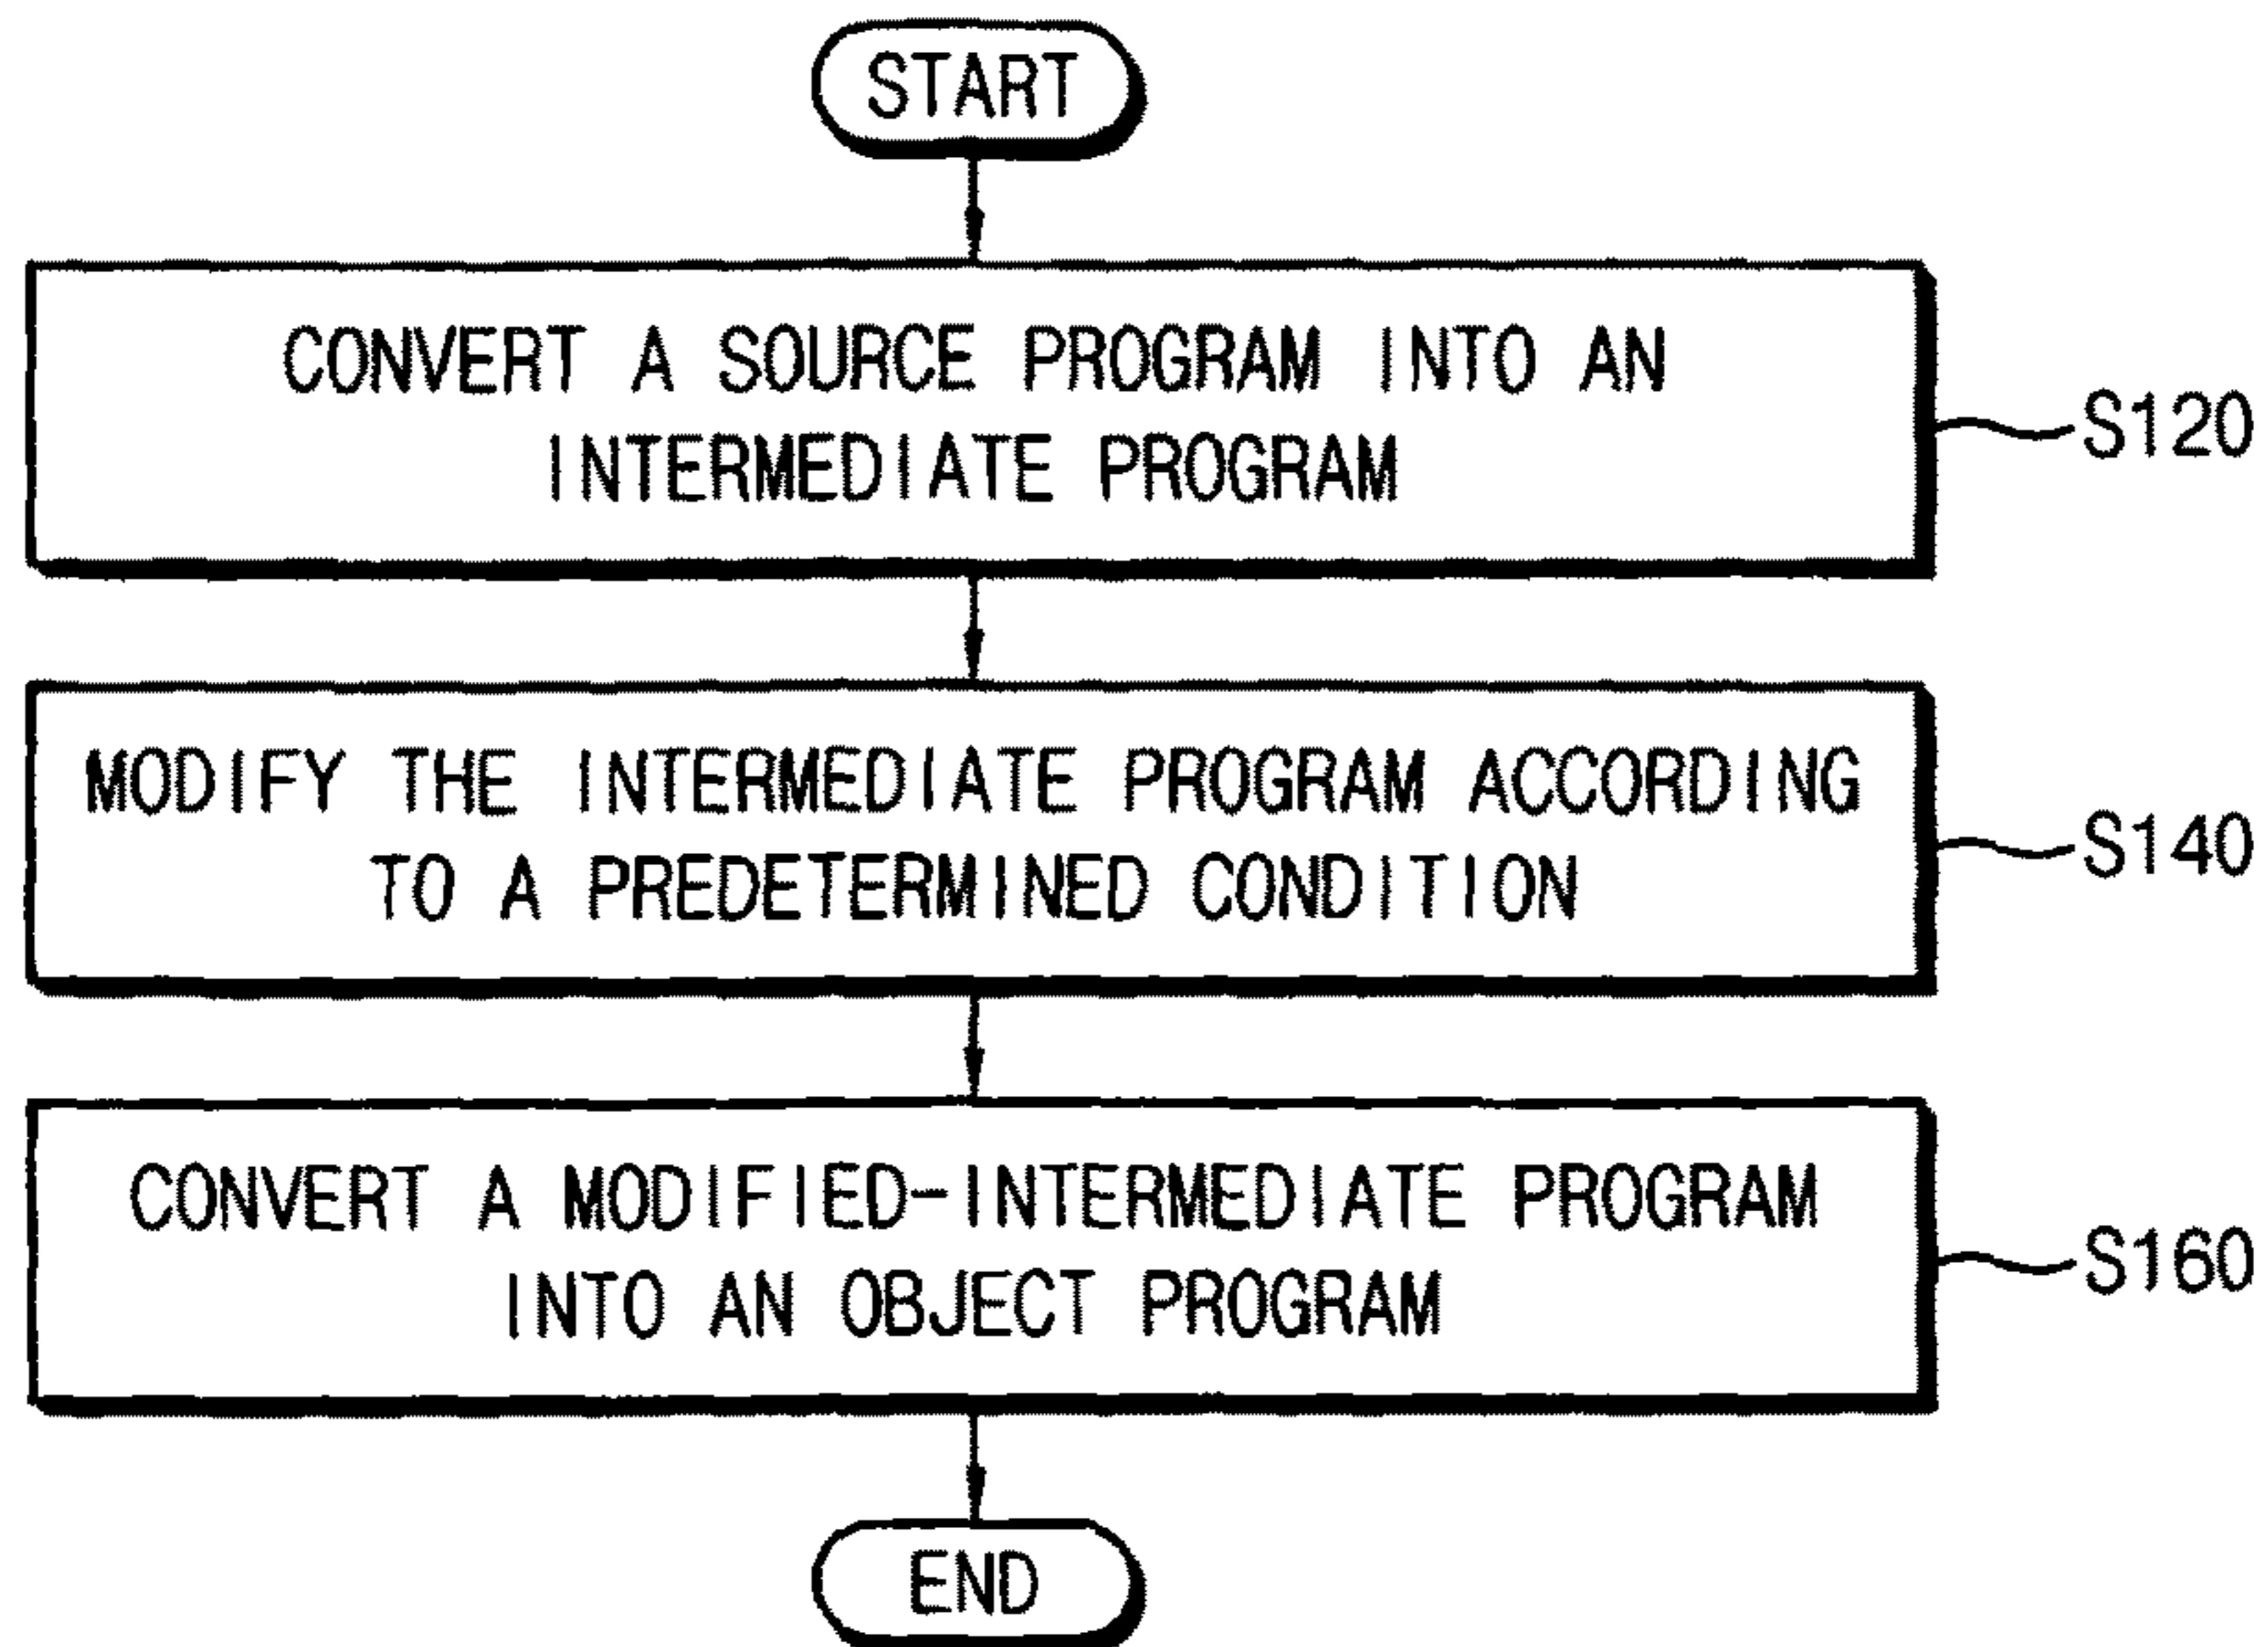 START
CONVERT A SOURCE PROGRAM INTO AN
INTERMEDIATE PROGRAM
S120
MODIFY THE INTERMEDIATE PROGRAM ACCORDING
TO A PREDETERMINED CONDITION
S140
CONVERT A MODIFIED-INTERMEDIATE PROGRAM
INTO AN OBJECT PROGRAM
S160
END